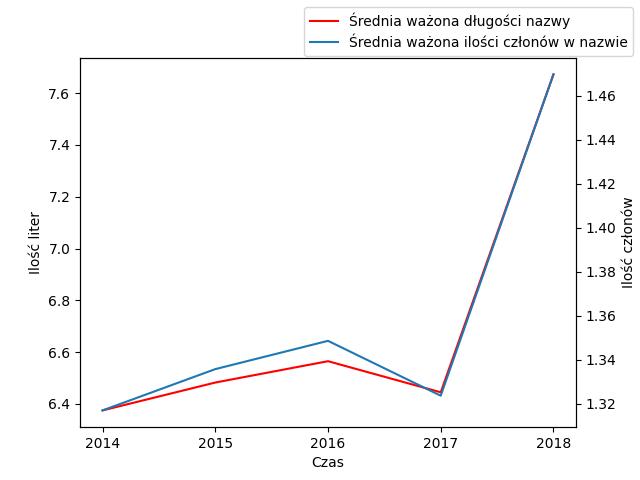 Średnia ważona długości nazwy
Średnia ważona ilości członów w nazwie
7.6
7.4
7.2
7.0
6.8
6.6
6.4
Ilość liter
1.46
1.44
1.42
1.40
1.38
1.36
1.34
1.32
Ilość członów
2014 2015 2016 2017 2018
Czas